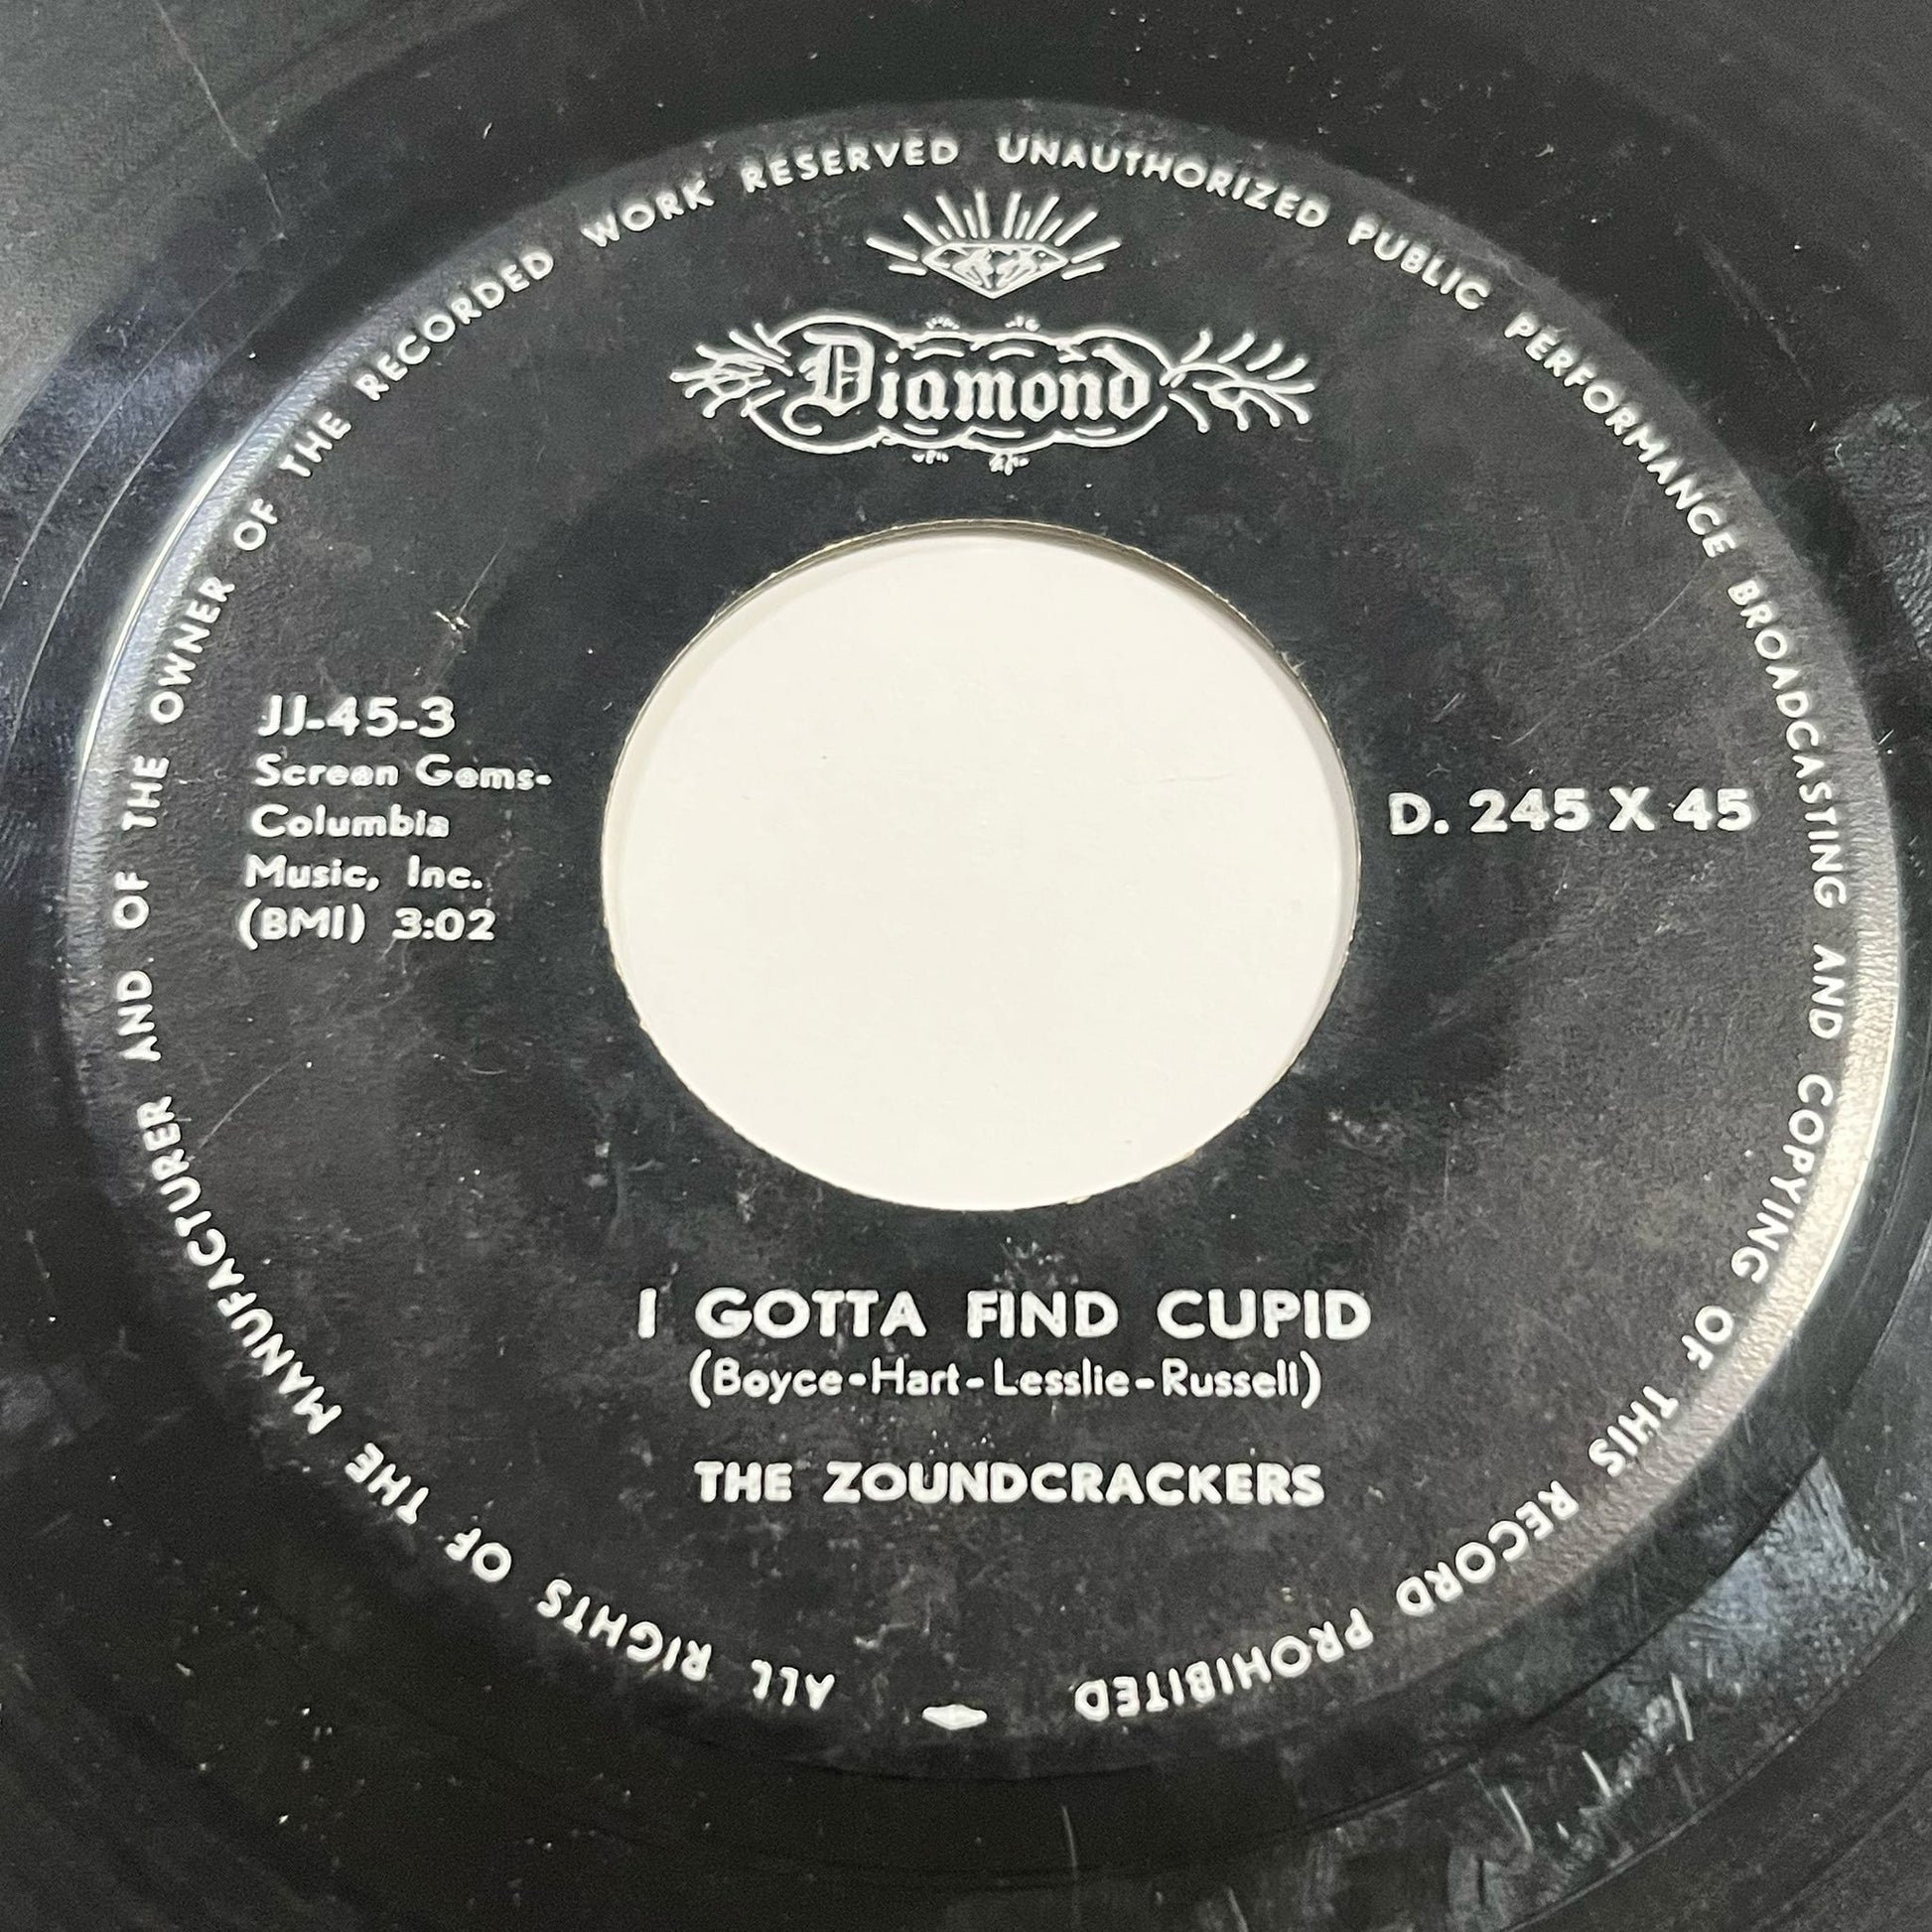 Diamond
JJ-45-3
Screen Gems-
Columbia
Music, Inc.
(BMI) 3:02
D. 245 X 45
I GOTTA FIND CUPID
(Boyce-Hart-Lesslie-Russell)
THE ZOUNDCRACKERS
ALL RIGHTS OF THE MANUFACTURER AND OF THE OWNER OF THE RECORDED WORK RESERVED UNAUTHORIZED PUBLIC PERFORMANCE BROADCASTING AND COPYING OF THIS RECORD PROHIBITED